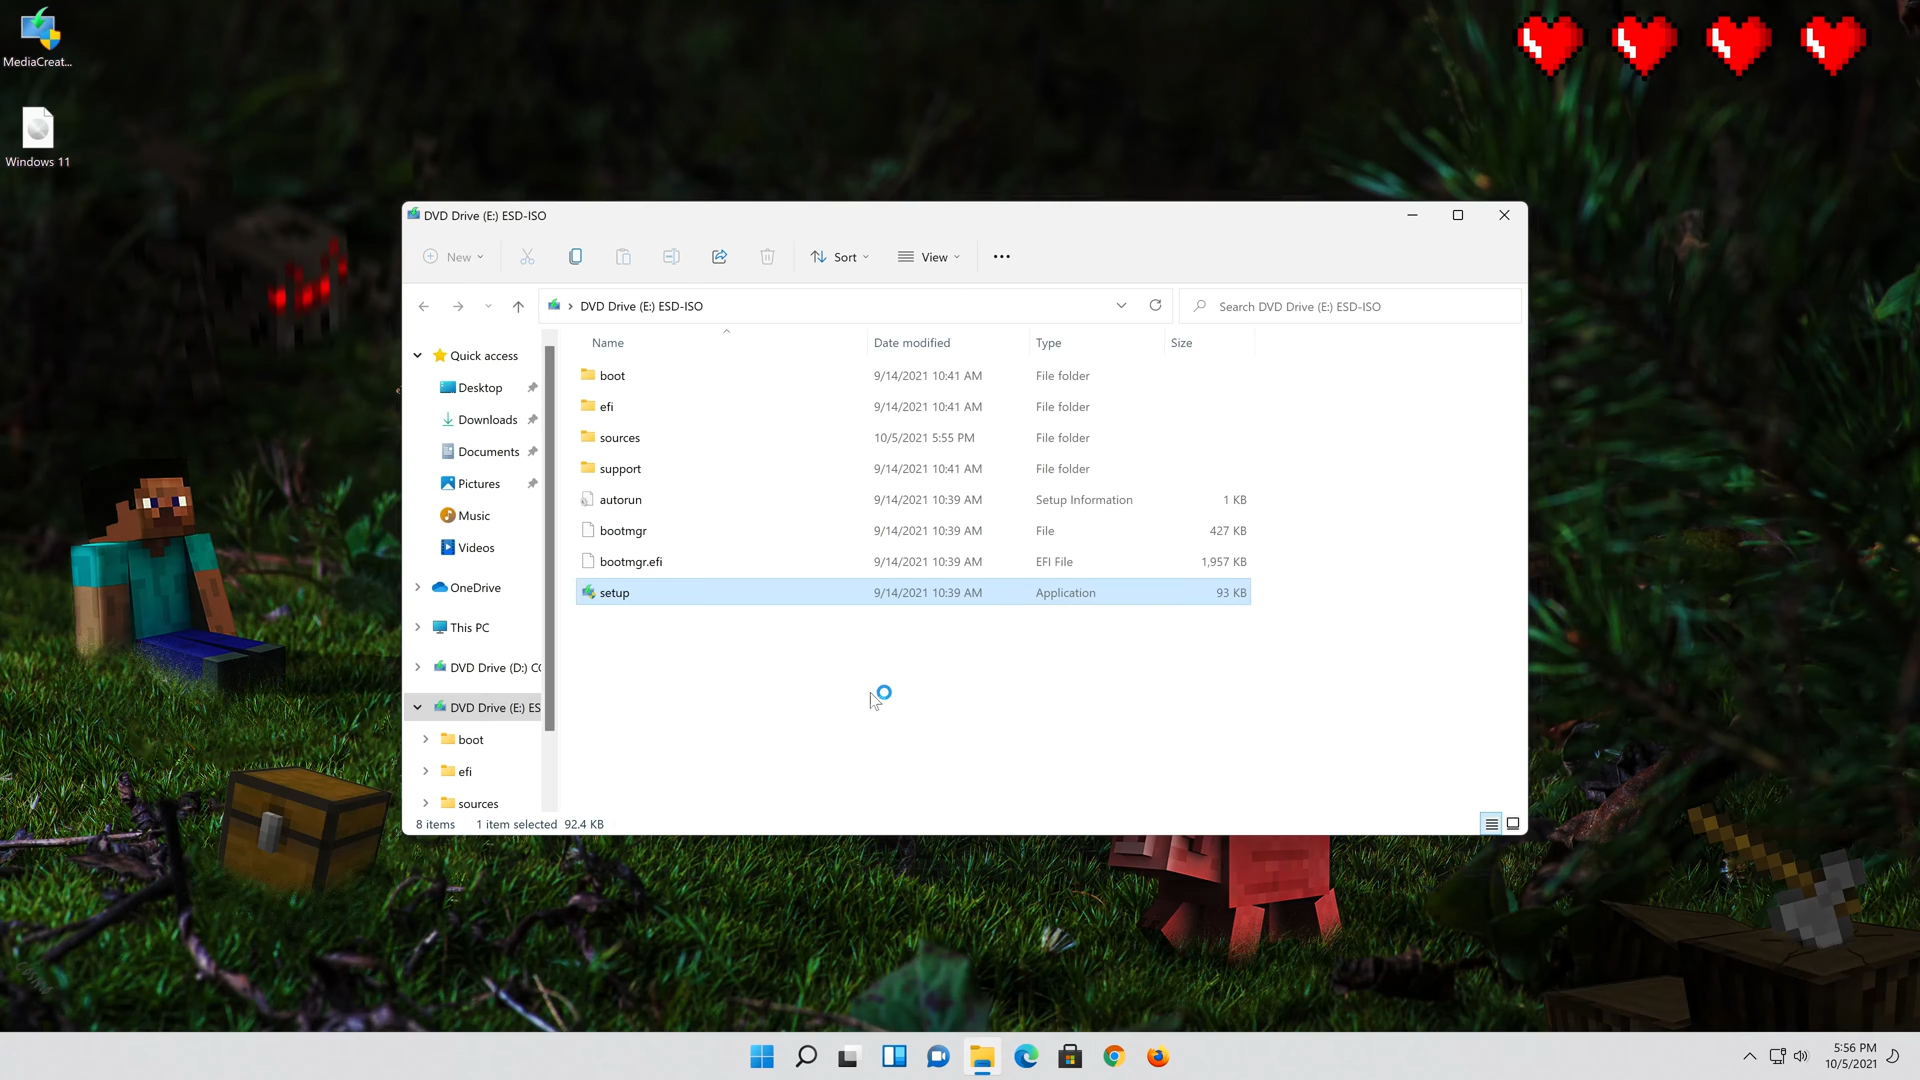 MediaCreat...
Windows 11
DVD Drive (E:) ESD-ISO
New
Sort
View
DVD Drive (E:) ESD-ISO
Search DVD Drive (E:) ESD-ISO
Name Date modified Type Size
Quick access
Desktop
Downloads
Documents
Pictures
Music
Videos
OneDrive
This PC
DVD Drive (D:) CC
DVD Drive (E:) ES
boot
efi
sources
boot 9/14/2021 10:41 AM File folder
efi 9/14/2021 10:41 AM File folder
sources 10/5/2021 5:55 PM File folder
support 9/14/2021 10:41 AM File folder
autorun 9/14/2021 10:39 AM Setup Information 1 KB
bootmgr 9/14/2021 10:39 AM File 427 KB
bootmgr.efi 9/14/2021 10:39 AM EFI File 1,957 KB
setup 9/14/2021 10:39 AM Application 93 KB
8 items 1 item selected 92.4 KB
5:56 PM
10/5/2021